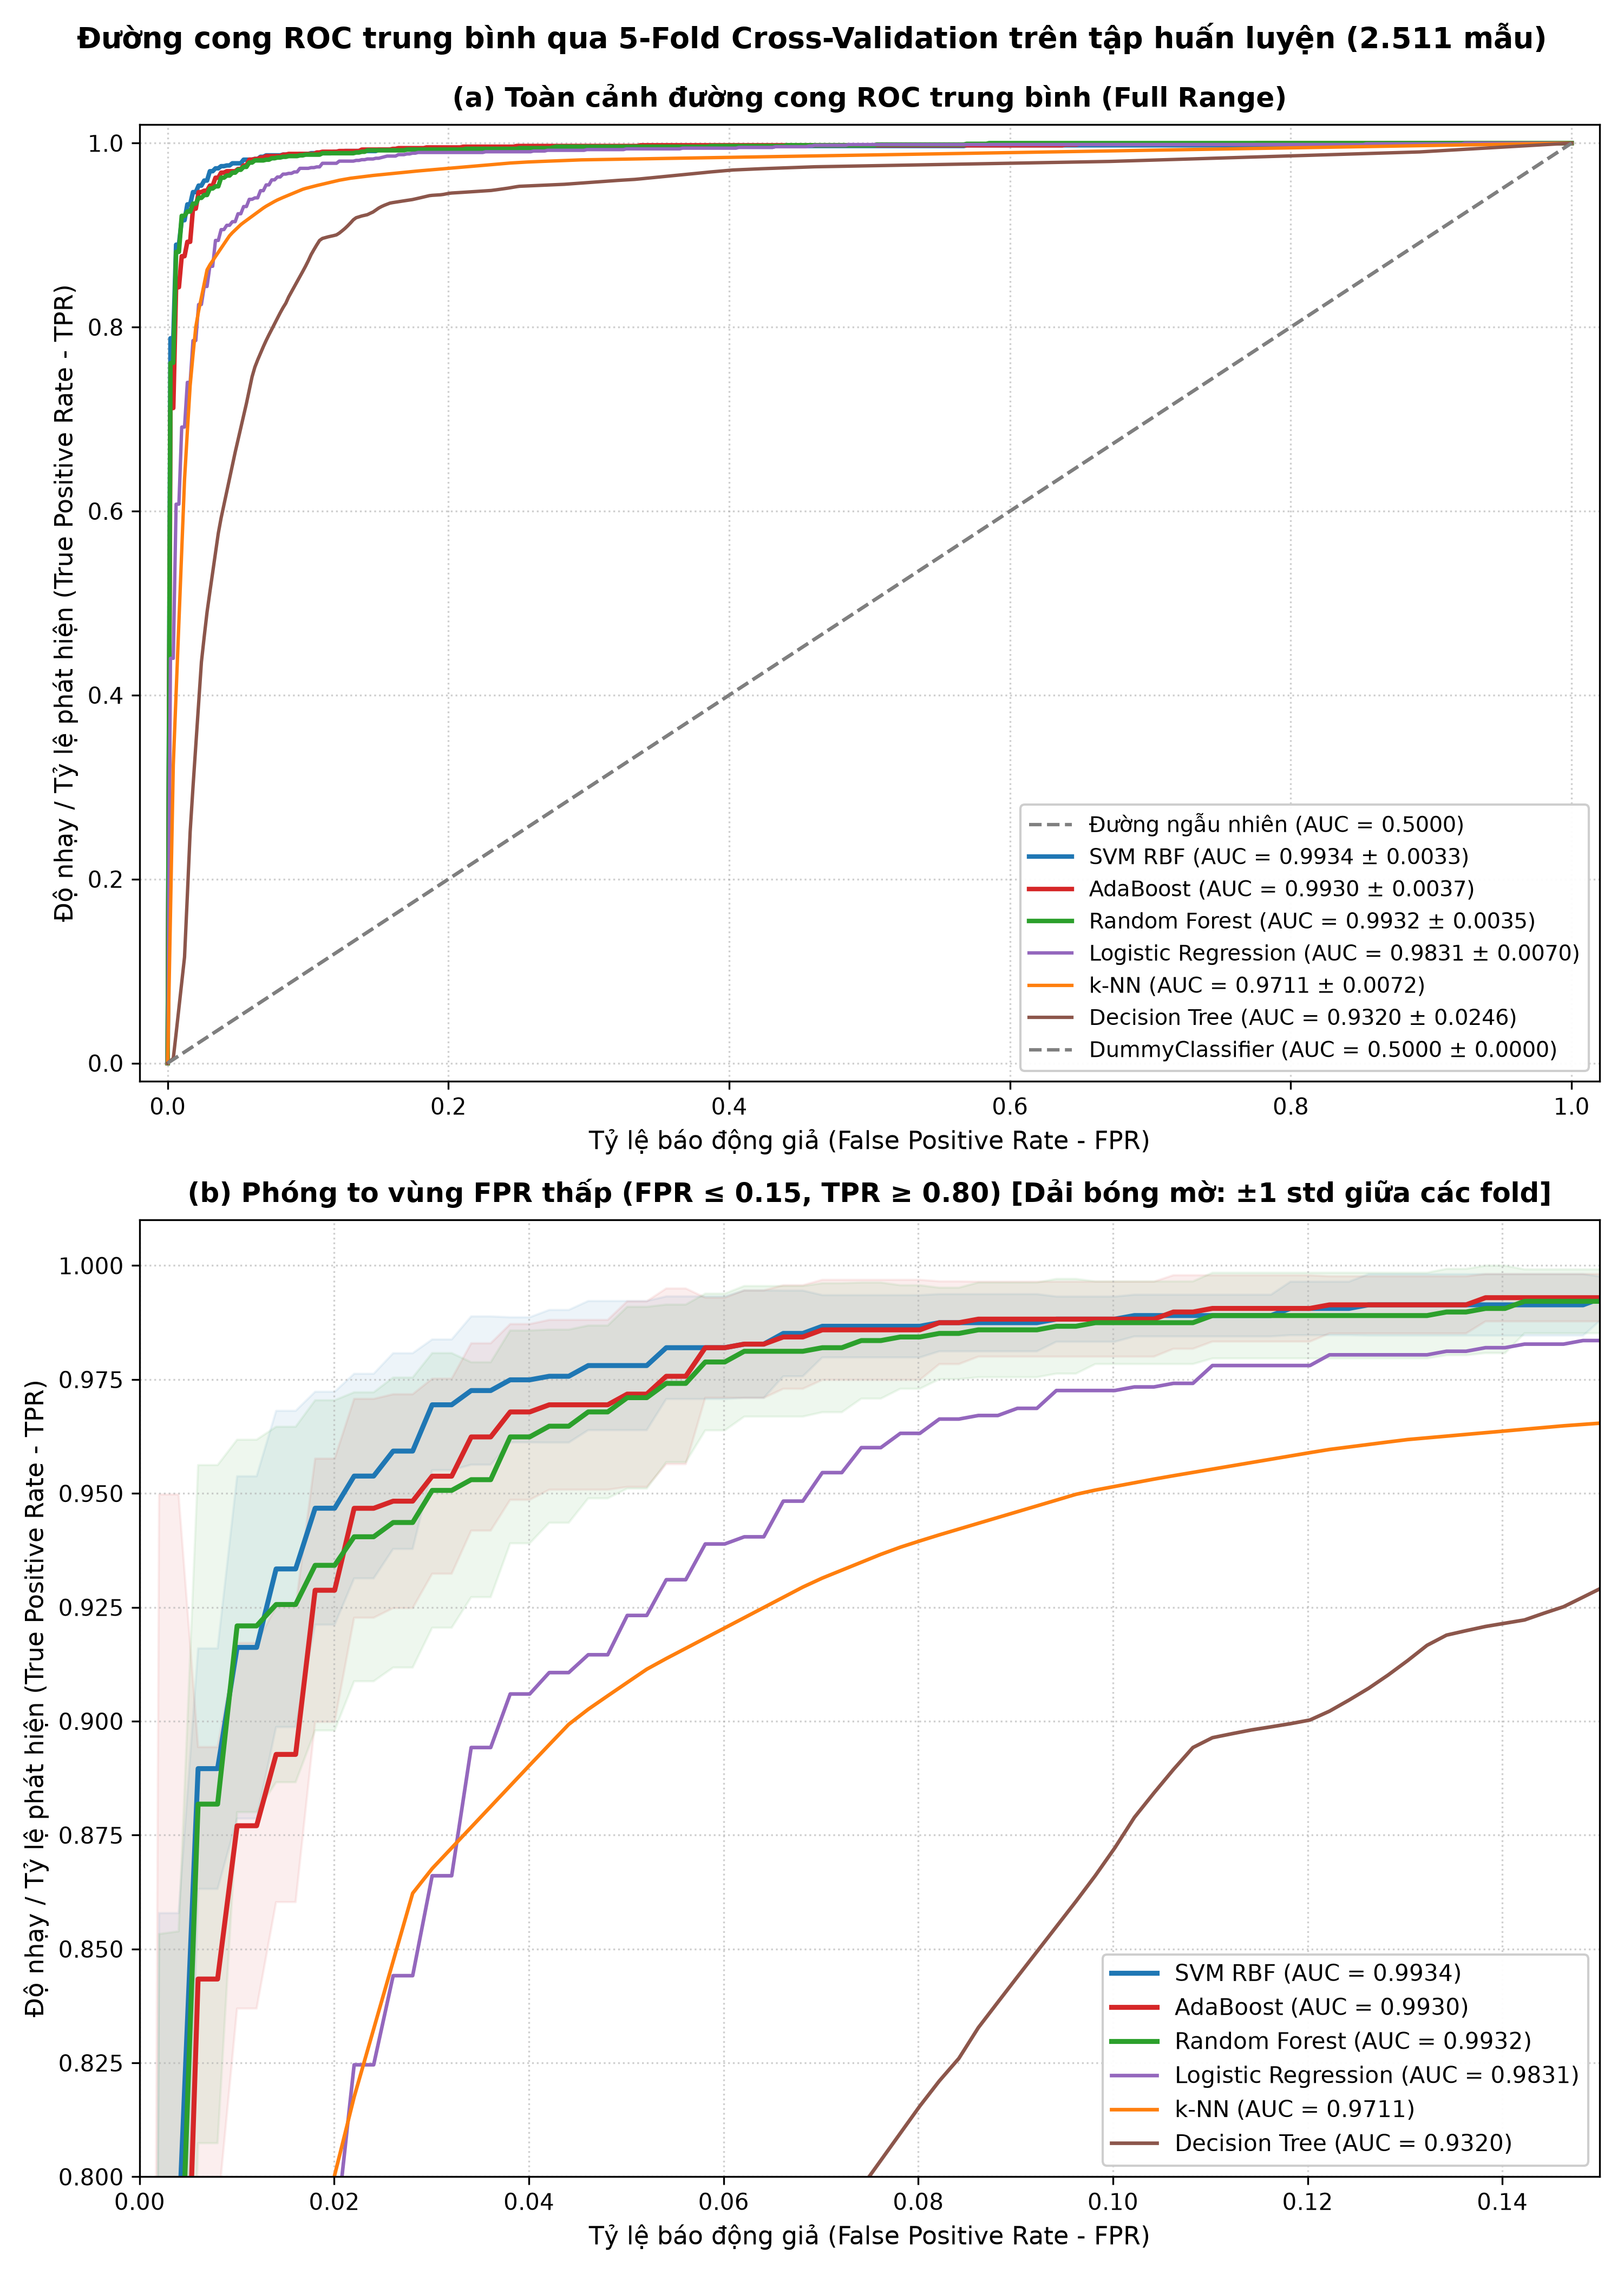 Đường cong ROC trung bình qua 5-Fold Cross-Validation trên tập huấn luyện (2.511 mẫu)
(a) Toàn cảnh đường cong ROC trung bình (Full Range)
Độ nhạy / Tỷ lệ phát hiện (True Positive Rate - TPR)
1.0
0.8
0.6
0.4
0.2
0.0
Đường ngẫu nhiên (AUC = 0.5000)
SVM RBF (AUC = 0.9934 ± 0.0033)
AdaBoost (AUC = 0.9930 ± 0.0037)
Random Forest (AUC = 0.9932 ± 0.0035)
Logistic Regression (AUC = 0.9831 ± 0.0070)
k-NN (AUC = 0.9711 ± 0.0072)
Decision Tree (AUC = 0.9320 ± 0.0246)
DummyClassifier (AUC = 0.5000 ± 0.0000)
0.0 0.2 0.4 0.6 0.8 1.0
Tỷ lệ báo động giả (False Positive Rate - FPR)
(b) Phóng to vùng FPR thấp (FPR ≤ 0.15, TPR ≥ 0.80) [Dải bóng mờ: ±1 std giữa các fold]
Độ nhạy / Tỷ lệ phát hiện (True Positive Rate - TPR)
1.000
0.975
0.950
0.925
0.900
0.875
0.850
0.825
0.800
SVM RBF (AUC = 0.9934)
AdaBoost (AUC = 0.9930)
Random Forest (AUC = 0.9932)
Logistic Regression (AUC = 0.9831)
k-NN (AUC = 0.9711)
Decision Tree (AUC = 0.9320)
0.00 0.02 0.04 0.06 0.08 0.10 0.12 0.14
Tỷ lệ báo động giả (False Positive Rate - FPR)